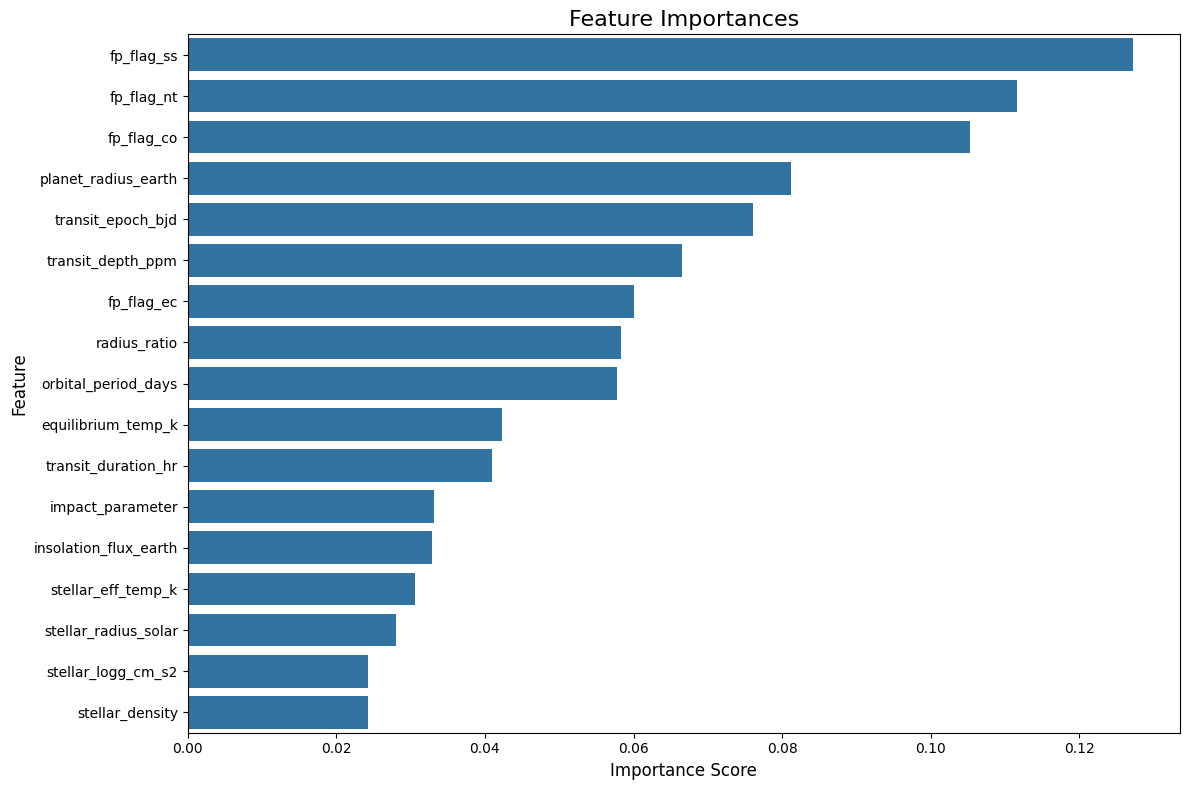 Feature Importances
Feature
fp_flag_ss
fp_flag_nt
fp_flag_co
planet_radius_earth
transit_epoch_bjd
transit_depth_ppm
fp_flag_ec
radius_ratio
orbital_period_days
equilibrium_temp_k
transit_duration_hr
impact_parameter
insolation_flux_earth
stellar_eff_temp_k
stellar_radius_solar
stellar_logg_cm_s2
stellar_density
0.00 0.02 0.04 0.06 0.08 0.10 0.12
Importance Score